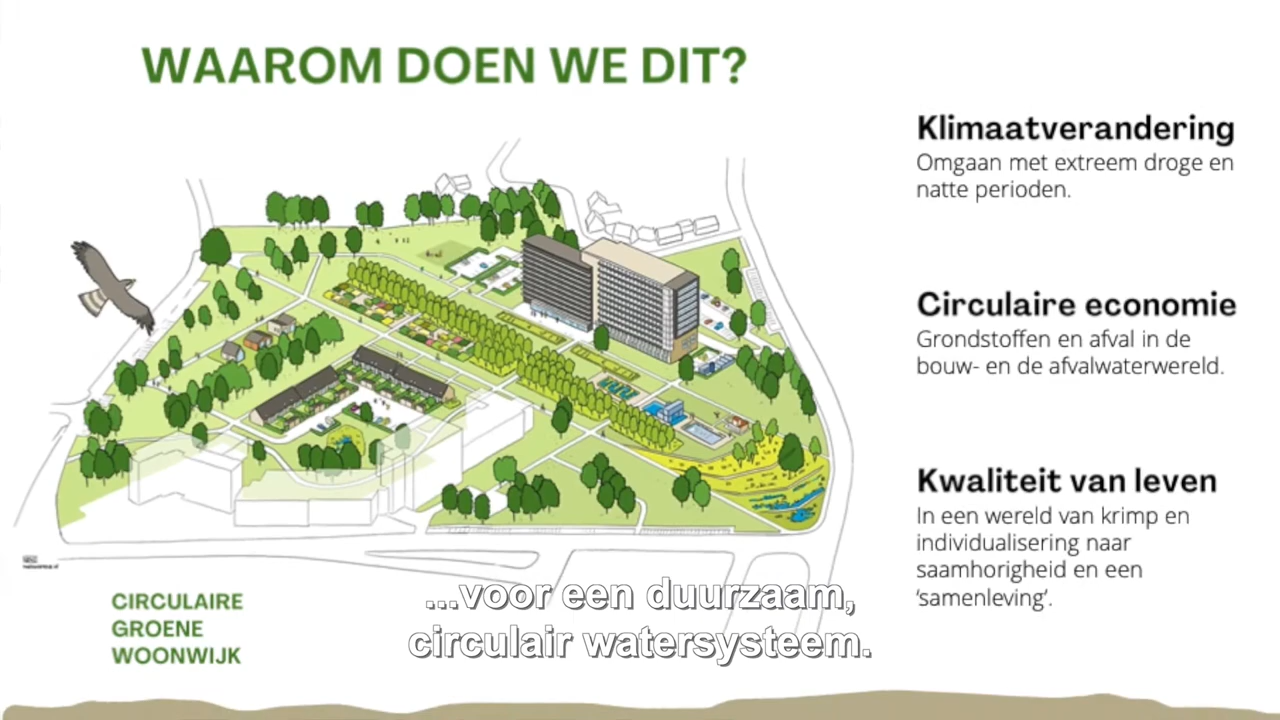 WAAROM DOEN WE DIT?
Klimaatverandering
Omgaan met extreem droge en
natte perioden.
Circulaire economie
Grondstoffen en afval in de
bouw- en de afvalwaterwereld.
Kwaliteit van leven
In een wereld van krimp en
individualisering naar
saamhorigheid en een
‘samenleving’.
CIRCULAIRE
GROENE
WOONWIJK
...voor een duurzaam,
circulair watersysteem.